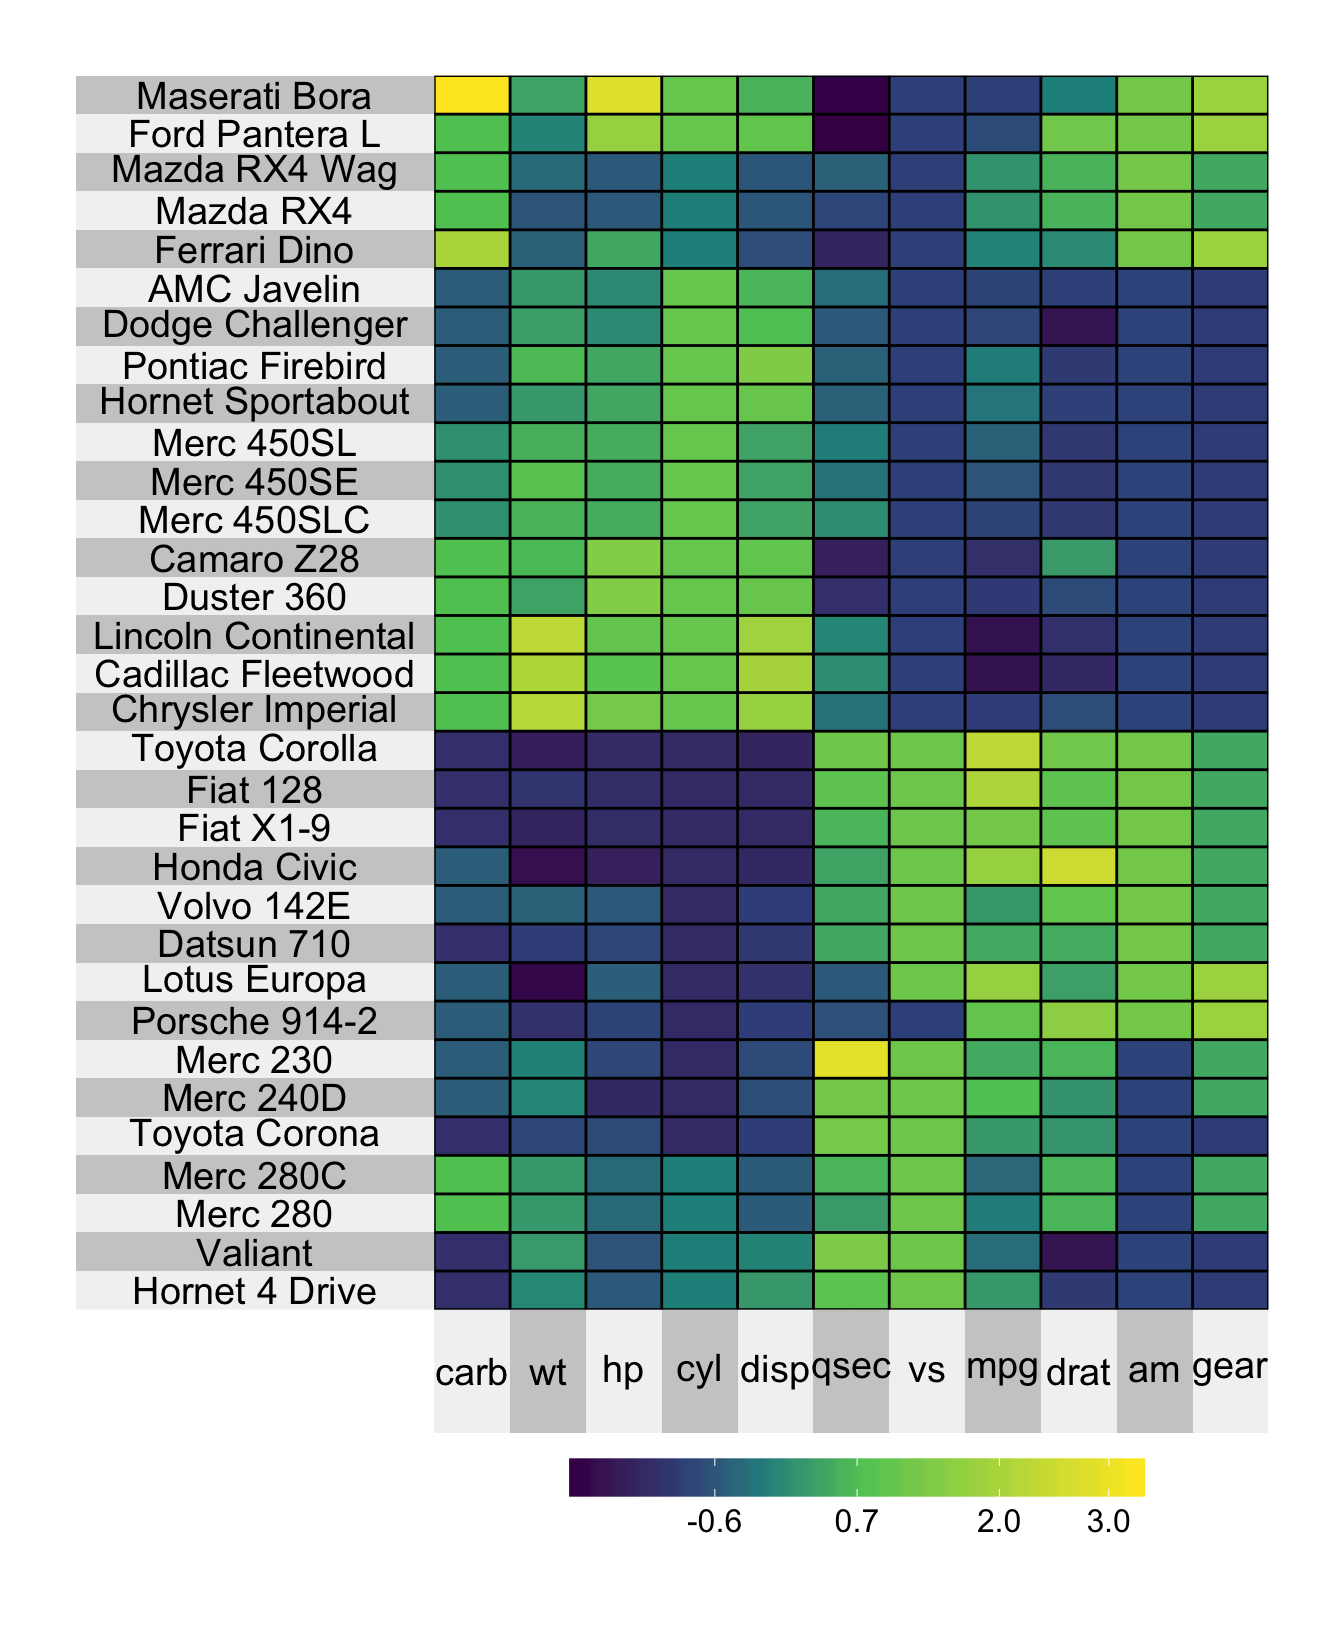 Maserati Bora
Ford Pantera L
Mazda RX4 Wag
Mazda RX4
Ferrari Dino
AMC Javelin
Dodge Challenger
Pontiac Firebird
Hornet Sportabout
Merc 450SL
Merc 450SE
Merc 450SLC
Camaro Z28
Duster 360
Lincoln Continental
Cadillac Fleetwood
Chrysler Imperial
Toyota Corolla
Fiat 128
Fiat X1-9
Honda Civic
Volvo 142E
Datsun 710
Lotus Europa
Porsche 914-2
Merc 230
Merc 240D
Toyota Corona
Merc 280C
Merc 280
Valiant
Hornet 4 Drive
carb wt hp cyl disp qsec vs mpg drat am gear
-0.6 0.7 2.0 3.0